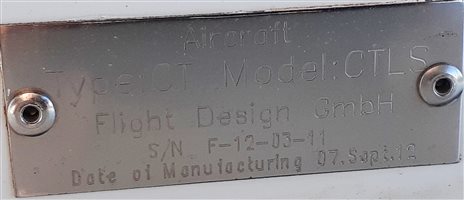 Aircraft
Type:CT Model:CTLS
Flight Design GmbH
S/N F-12-03-11
Date of Manufacturing 07.Sept.12